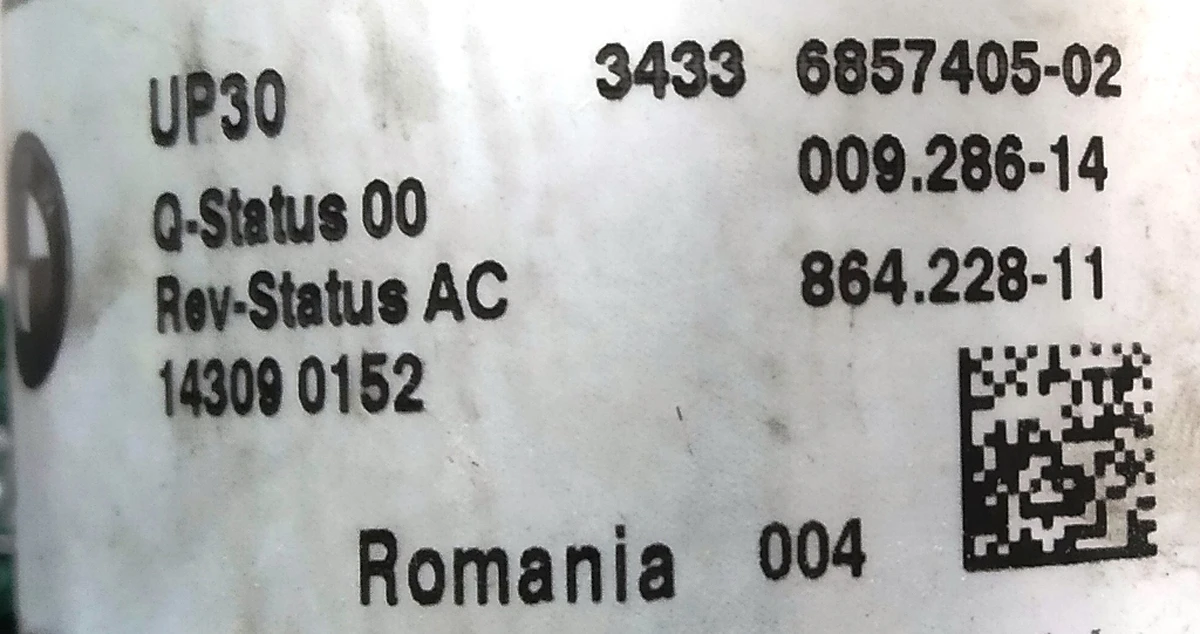 UP30 3433 6857405-02
009.286-14
Q-Status 00
Rev-Status AC 864.228-11
14309 0152
Romania 004